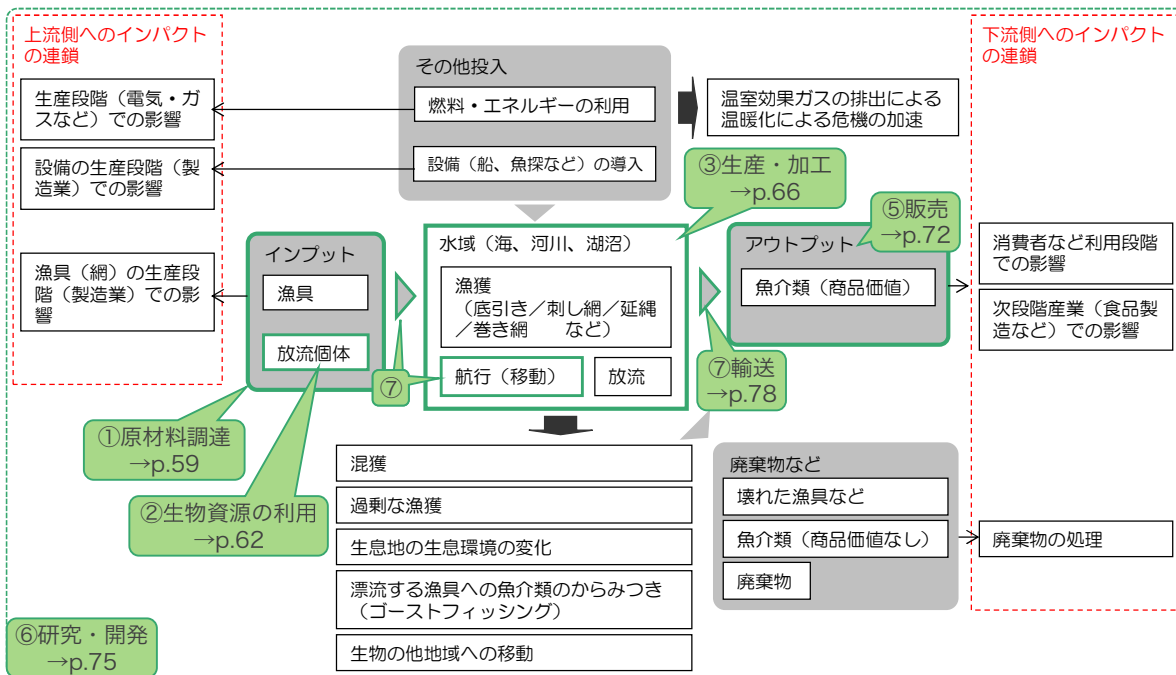 上流側へのインパクト
の連鎖
生産段階（電気・ガ
スなど）での影響
設備の生産段階（製
造業）での影響
漁具（網）の生産段
階（製造業）での影
響
その他投入
燃料・エネルギーの利用
設備（船、魚探など）の導入
温室効果ガスの排出による
温暖化による危機の加速
下流側へのインパクト
の連鎖
③生産・加工
→p.66
⑤販売
→p.72
インプット
漁具
放流個体
水域（海、河川、湖沼）
漁獲
（底引き／刺し網／延縄
／巻き網　など）
航行（移動）
放流
アウトプット
魚介類（商品価値）
消費者など利用段階
での影響
次段階産業（食品製
造など）での影響
⑦
⑦輸送
→p.78
①原材料調達
→p.59
②生物資源の利用
→p.62
混獲
過剰な漁獲
生息地の生息環境の変化
漂流する漁具への魚介類のからみつき
（ゴーストフィッシング）
生物の他地域への移動
廃棄物など
壊れた漁具など
魚介類（商品価値なし）
廃棄物
廃棄物の処理
⑥研究・開発
→p.75